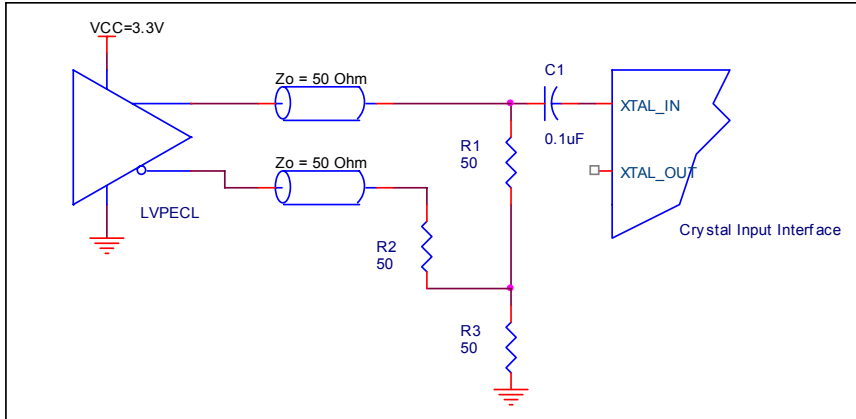 VCC=3.3V
Zo = 50 Ohm
C1
XTAL_IN
0.1uF
R1
50
Zo = 50 Ohm
XTAL_OUT
LVPECL
Crystal Input Interface
R2
50
R3
50